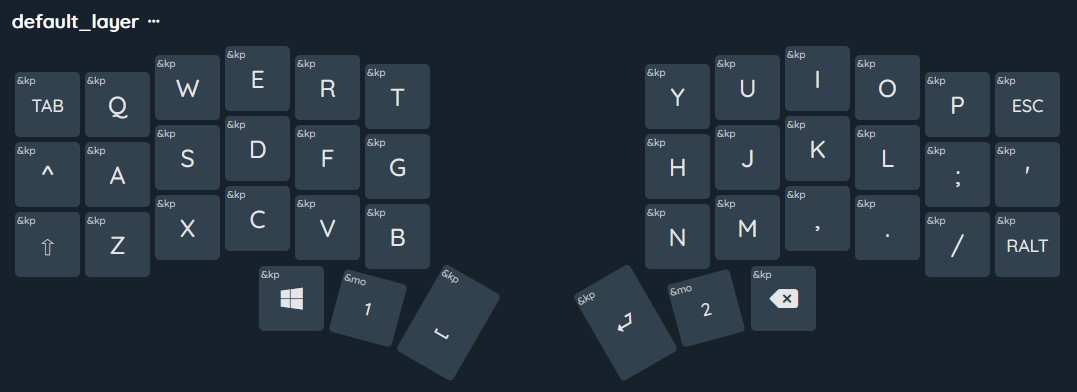 default_layer ...
&kp TAB &kp Q &kp W &kp E &kp R &kp T &kp Y &kp U &kp I &kp O &kp P &kp ESC
&kp ^ &kp A &kp S &kp D &kp F &kp G &kp H &kp J &kp K &kp L &kp ; &kp '
&kp ⇧ &kp Z &kp X &kp C &kp V &kp B &kp N &kp M &kp , &kp . &kp / &kp RALT
&kp &mo 1 &kp ⎵ &kp ⏎ &mo 2 &kp ⌫